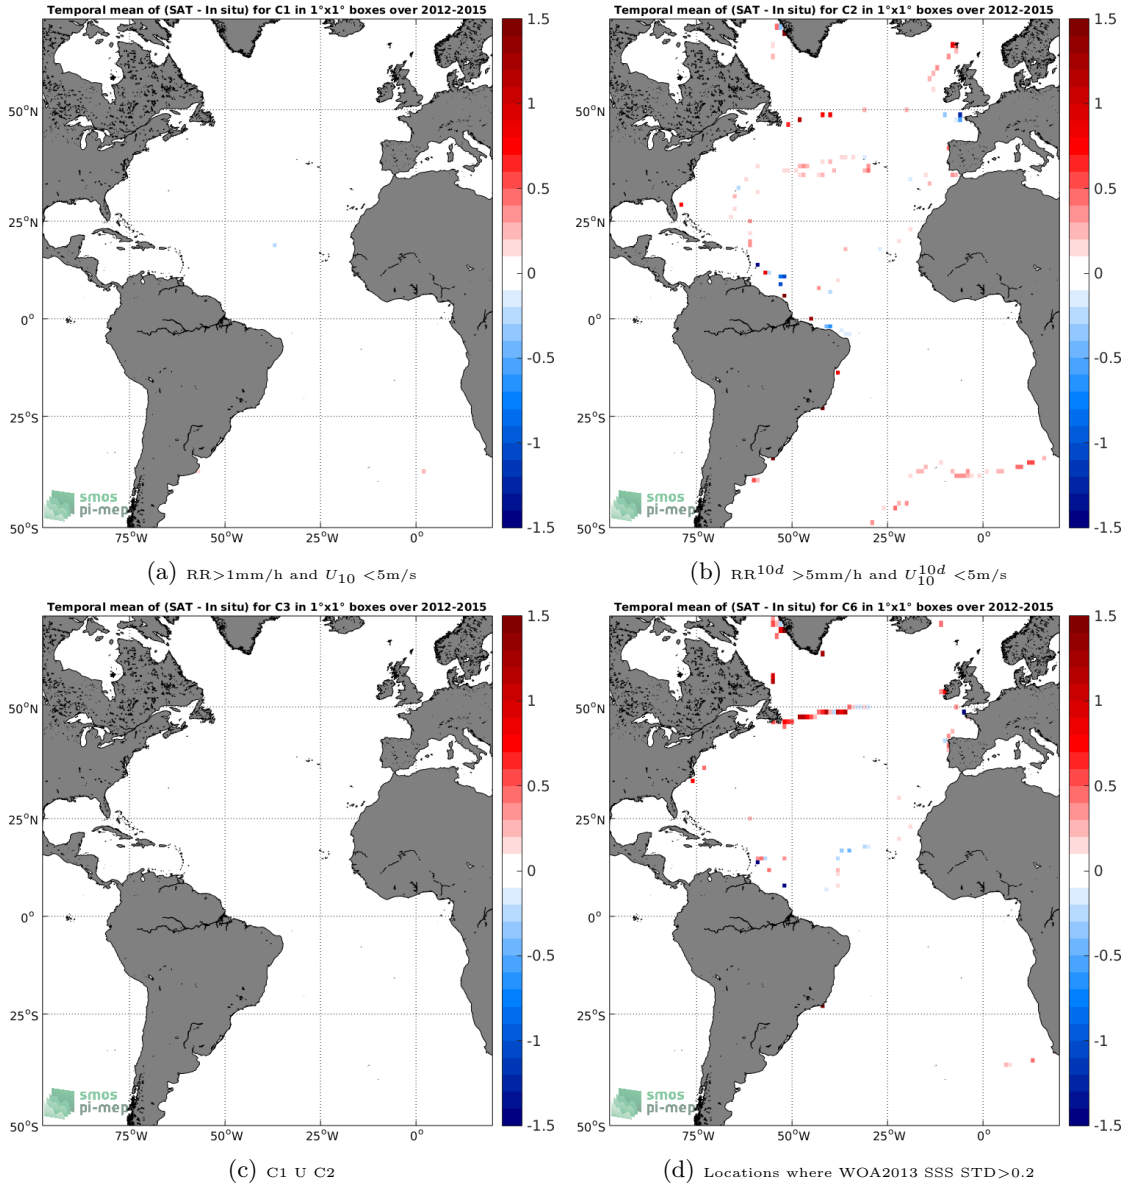 Temporal mean of (SAT - In situ) for C1 in 1°x1° boxes over 2012-2015
50°N
25°N
0°
25°S
50°S
75°W
50°W
25°W
0°
1.5
1
0.5
0
-0.5
-1
-1.5
smos
pi-mep
(a) RR>1mm/h and U10 <5m/s
Temporal mean of (SAT - In situ) for C2 in 1°x1° boxes over 2012-2015
50°N
25°N
0°
25°S
50°S
75°W
50°W
25°W
0°
1.5
1
0.5
0
-0.5
-1
-1.5
smos
pi-mep
(b) RR10d >5mm/h and U10 10d <5m/s
Temporal mean of (SAT - In situ) for C3 in 1°x1° boxes over 2012-2015
50°N
25°N
0°
25°S
50°S
75°W
50°W
25°W
0°
1.5
1
0.5
0
-0.5
-1
-1.5
smos
pi-mep
(c) C1 U C2
Temporal mean of (SAT - In situ) for C6 in 1°x1° boxes over 2012-2015
50°N
25°N
0°
25°S
50°S
75°W
50°W
25°W
0°
1.5
1
0.5
0
-0.5
-1
-1.5
smos
pi-mep
(d) Locations where WOA2013 SSS STD>0.2